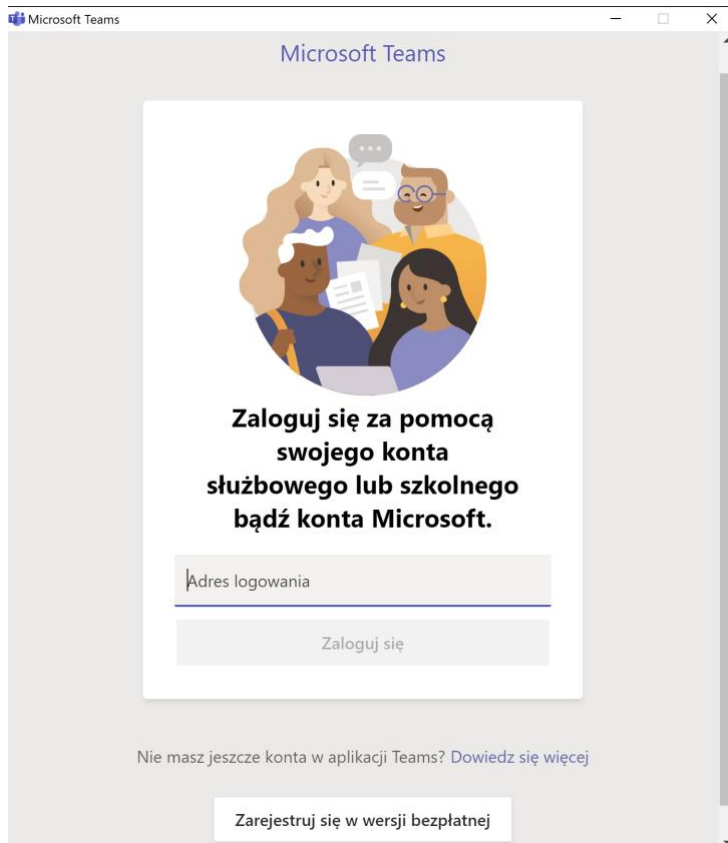 Microsoft Teams
Microsoft Teams
Zaloguj się za pomocą
swojego konta
służbowego lub szkolnego
bądź konta Microsoft.
Adres logowania
Zaloguj się
Nie masz jeszcze konta w aplikacji Teams? Dowiedz się więcej
Zarejestruj się w wersji bezpłatnej